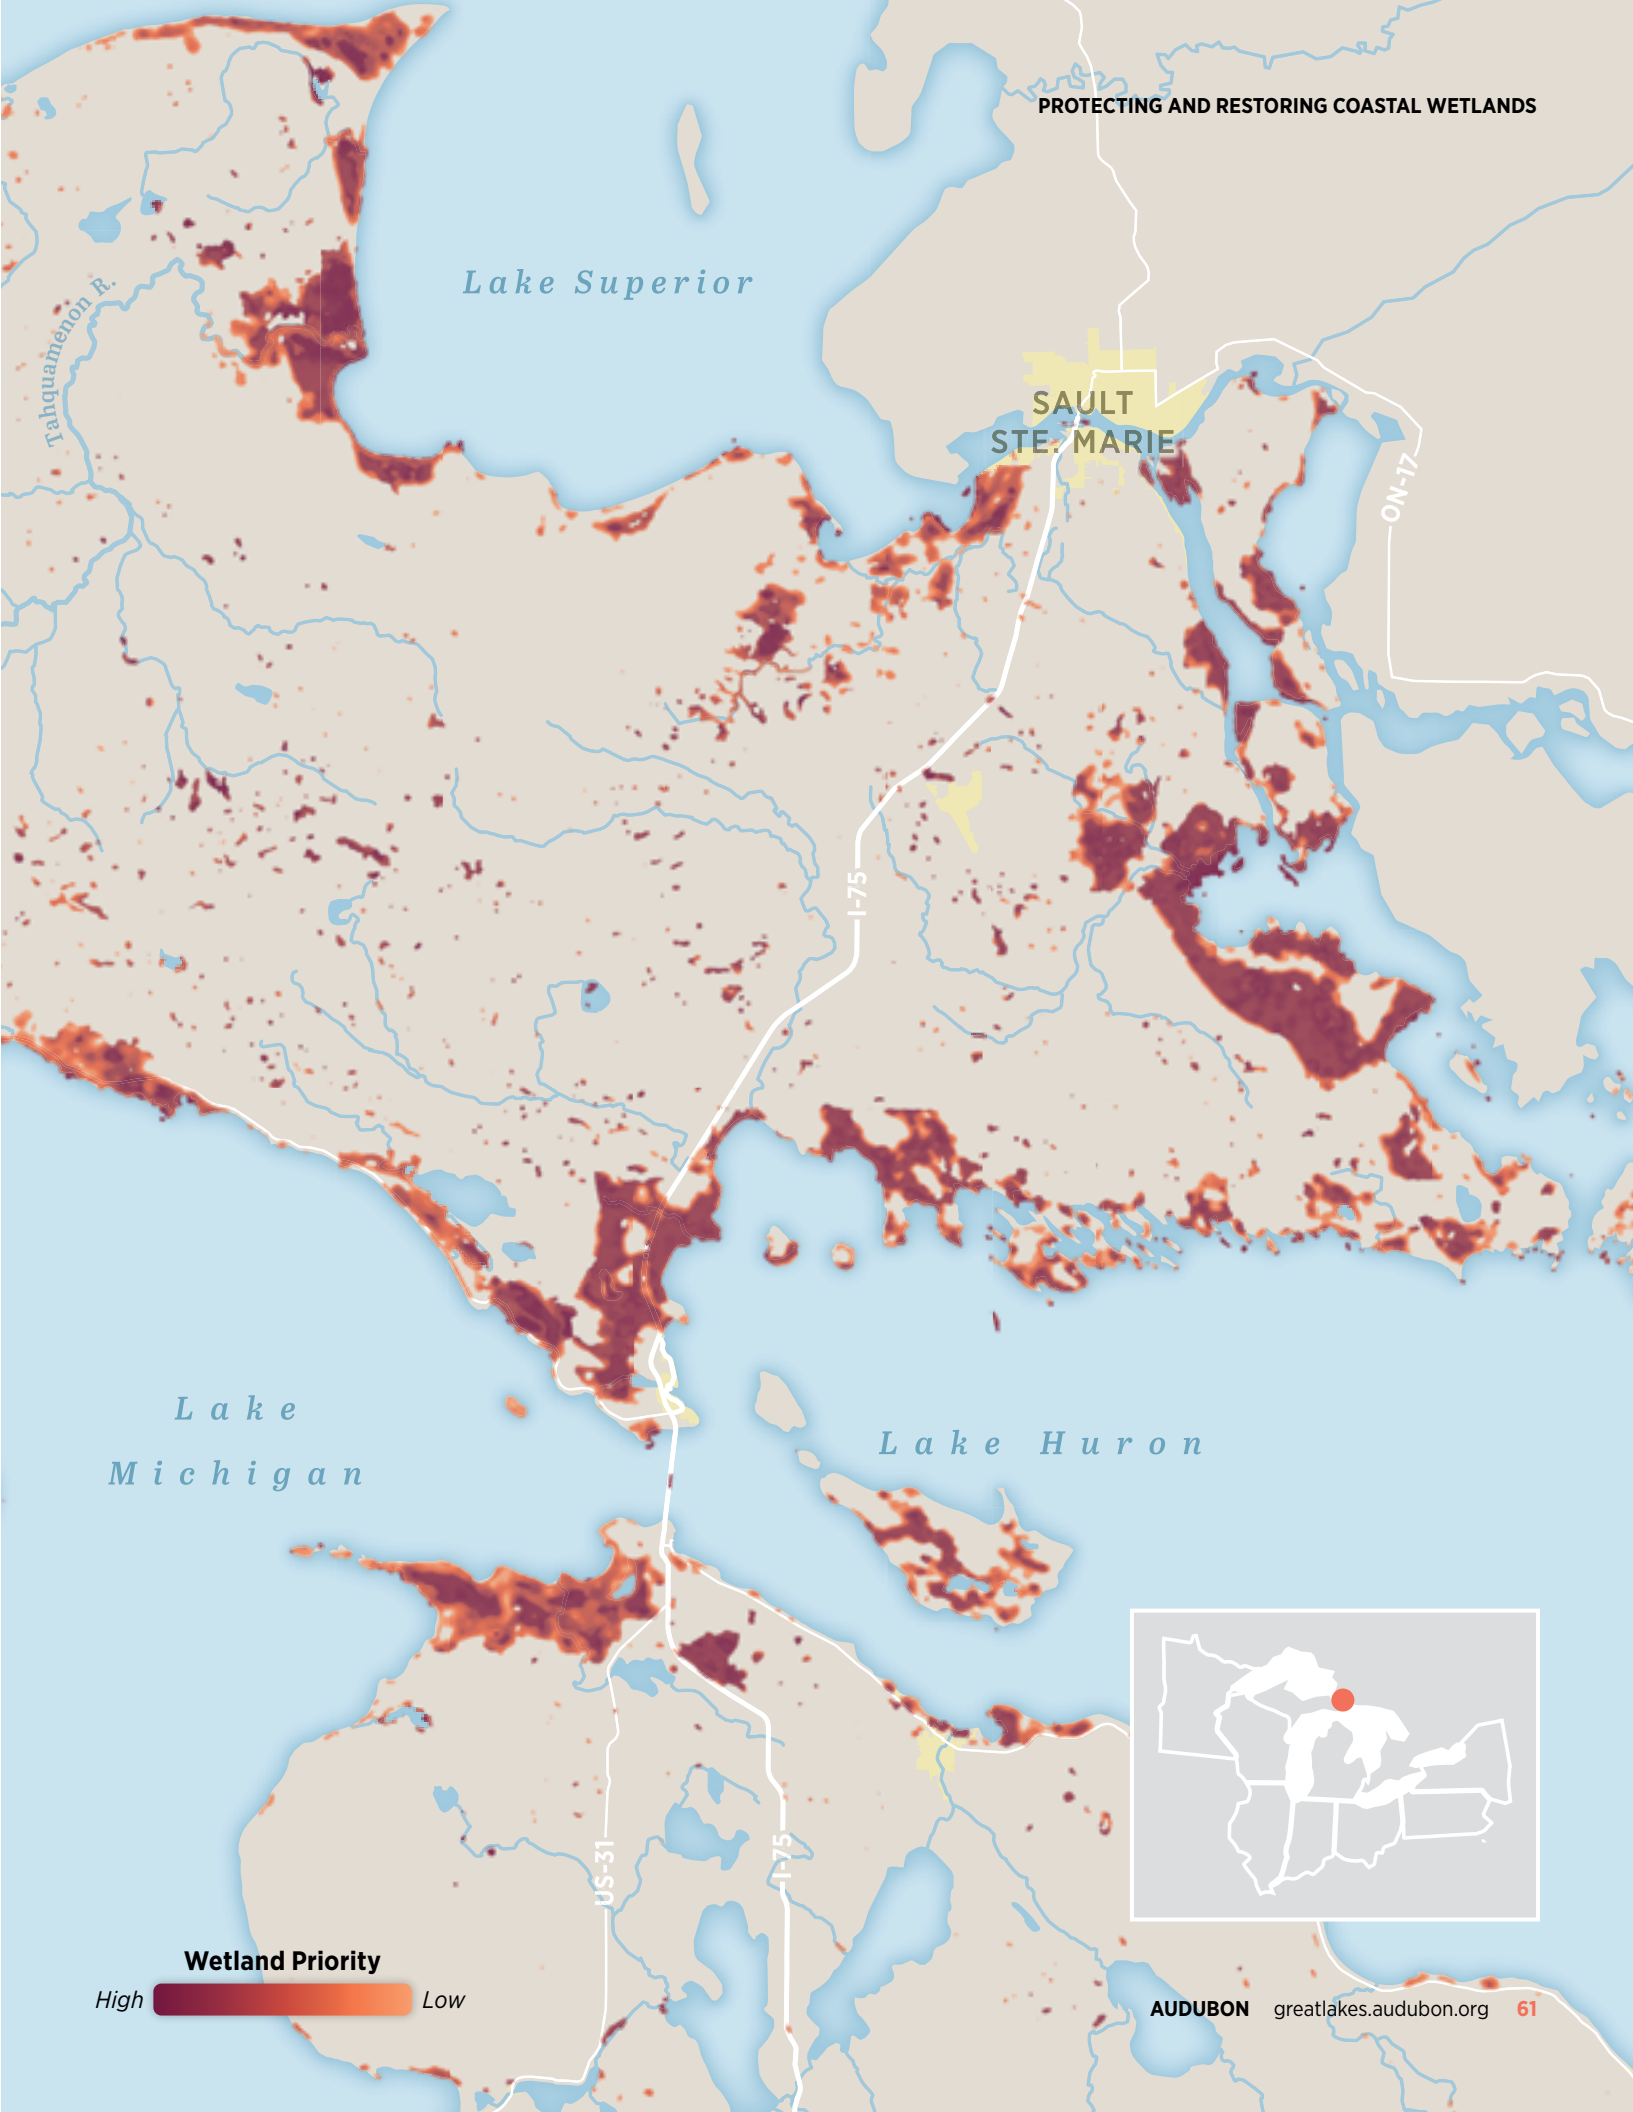 PROTECTING AND RESTORING COASTAL WETLANDS
Lake Superior
Tahquamenon R.
SAULT
STE. MARIE
ON-17
I-75
Lake
Michigan
Lake Huron
US-31
I-75
Wetland Priority
High
Low
AUDUBON greatlakes.audubon.org 61